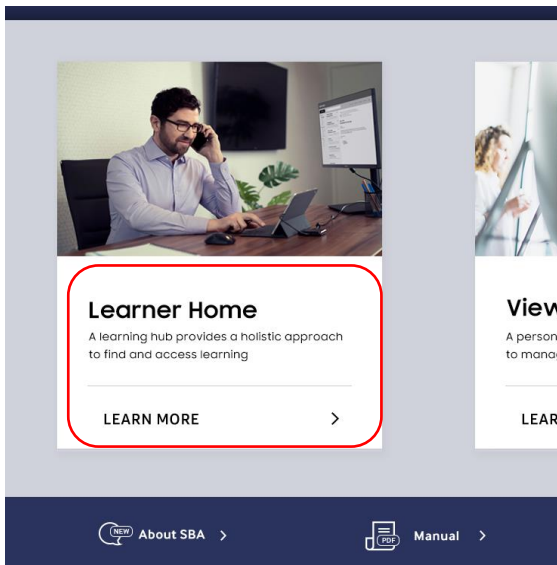 Learner Home
A learning hub provides a holistic approach
to find and access learning
LEARN MORE
View
A person
to manag
LEAR
NEW About SBA
PDF Manual